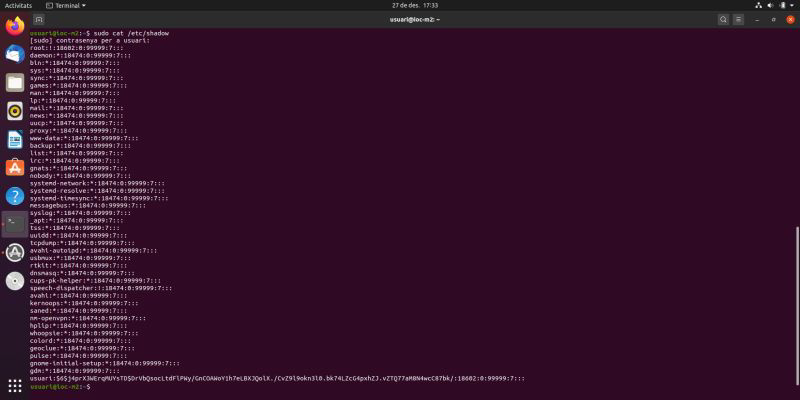 Activitats
Terminal
27 de des. 17:33
usuari@ioc-m2: ~
usuari@ioc-m2:~$ sudo cat /etc/shadow
[sudo] contrasenya per a usuari:
root:!:18602:0:99999:7:::
daemon:*:18474:0:99999:7:::
bin:*:18474:0:99999:7:::
sys:*:18474:0:99999:7:::
sync:*:18474:0:99999:7:::
games:*:18474:0:99999:7:::
man:*:18474:0:99999:7:::
lp:*:18474:0:99999:7:::
mail:*:18474:0:99999:7:::
news:*:18474:0:99999:7:::
uucp:*:18474:0:99999:7:::
proxy:*:18474:0:99999:7:::
www-data:*:18474:0:99999:7:::
backup:*:18474:0:99999:7:::
list:*:18474:0:99999:7:::
irc:*:18474:0:99999:7:::
gnats:*:18474:0:99999:7:::
nobody:*:18474:0:99999:7:::
systemd-network:*:18474:0:99999:7:::
systemd-resolve:*:18474:0:99999:7:::
systemd-timesync:*:18474:0:99999:7:::
messagebus:*:18474:0:99999:7:::
syslog:*:18474:0:99999:7:::
_apt:*:18474:0:99999:7:::
tss:*:18474:0:99999:7:::
uuidd:*:18474:0:99999:7:::
tcpdump:*:18474:0:99999:7:::
avahi-autoipd:*:18474:0:99999:7:::
usbmux:*:18474:0:99999:7:::
rtkit:*:18474:0:99999:7:::
dnsmasq:*:18474:0:99999:7:::
cups-pk-helper:*:18474:0:99999:7:::
speech-dispatcher:!:18474:0:99999:7:::
avahi:*:18474:0:99999:7:::
kernoops:*:18474:0:99999:7:::
saned:*:18474:0:99999:7:::
nm-openvpn:*:18474:0:99999:7:::
hplip:*:18474:0:99999:7:::
whoopsie:*:18474:0:99999:7:::
colord:*:18474:0:99999:7:::
geoclue:*:18474:0:99999:7:::
pulse:*:18474:0:99999:7:::
gnome-initial-setup:*:18474:0:99999:7:::
gdm:*:18474:0:99999:7:::
usuari:
:18602:0:99999:7:::
usuari@ioc-m2:~$